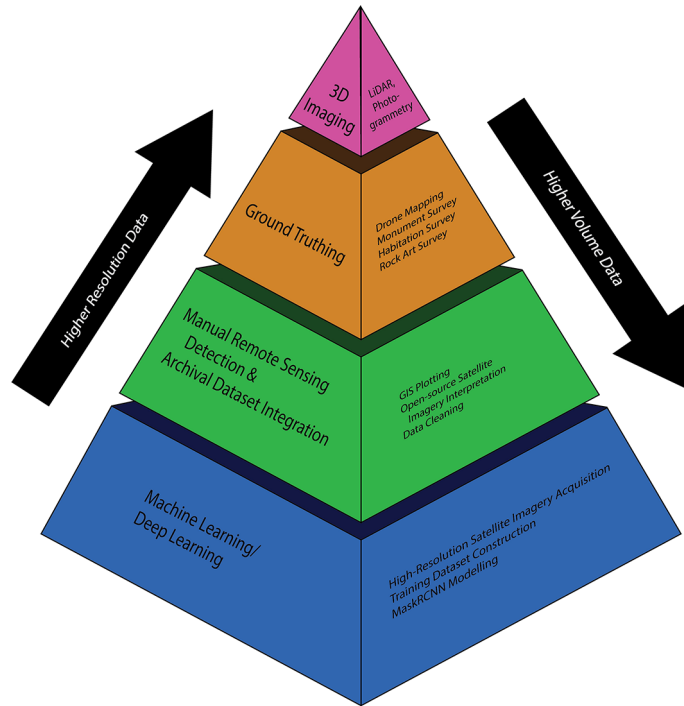 3D
Imaging
LiDAR,
Photo-
grammetry
Higher Resolution Data
Higher Volume Data
Ground Truthing
Drone Mapping
Monument Survey
Habitation Survey
Rock Art Survey
Manual Remote Sensing
Detection &
Archival Dataset Integration
GIS Plotting
Open-source Satellite
Imagery Interpretation
Data Cleaning
Machine Learning/
Deep Learning
High-Resolution Satellite Imagery Acquisition
Training Dataset Construction
MaskRCNN Modelling